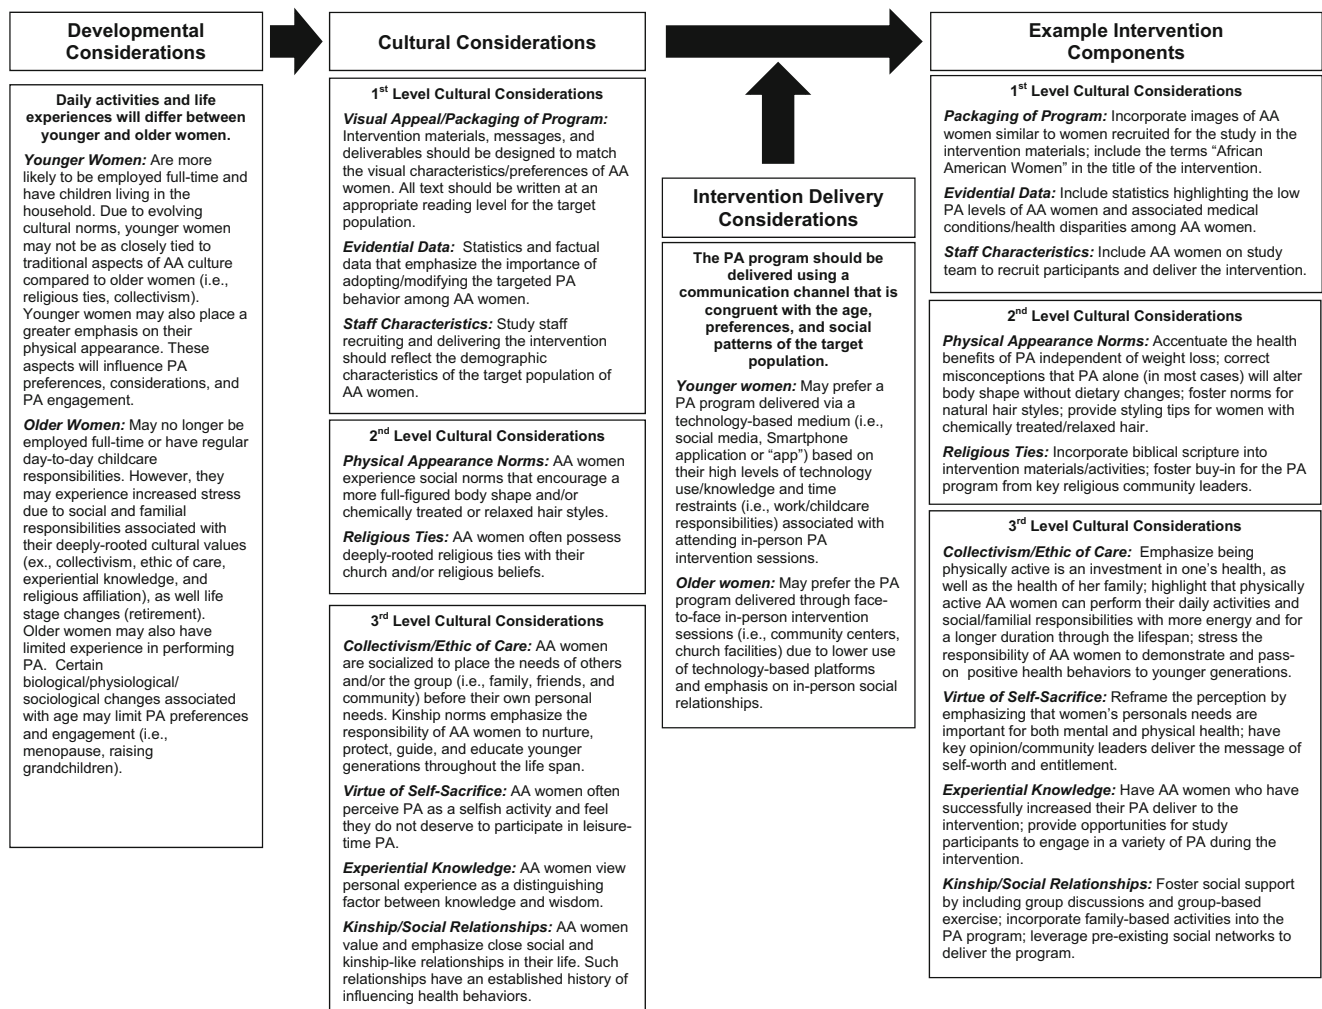 Developmental
Considerations
Daily activities and life
experiences will differ between
younger and older women.
Younger Women: Are more
likely to be employed full-time and
have children living in the
household. Due to evolving
cultural norms, younger women
may not be as closely tied to
traditional aspects of AA culture
compared to older women (i.e.,
religious ties, collectivism).
Younger women may also place a
greater emphasis on their
physical appearance. These
aspects will influence PA
preferences, considerations, and
PA engagement.
Older Women: May no longer be
employed full-time or have regular
day-to-day childcare
responsibilities. However, they
may experience increased stress
due to social and familial
responsibilities associated with
their deeply-rooted cultural values
(ex., collectivism, ethic of care,
experiential knowledge, and
religious affiliation), as well life
stage changes (retirement).
Older women may also have
limited experience in performing
PA. Certain
biological/physiological/
sociological changes associated
with age may limit PA preferences
and engagement (i.e.,
menopause, raising
grandchildren).
Cultural Considerations
1st Level Cultural Considerations
Visual Appeal/Packaging of Program:
Intervention materials, messages, and
deliverables should be designed to match
the visual characteristics/preferences of AA
women. All text should be written at an
appropriate reading level for the target
population.
Evidential Data: Statistics and factual
data that emphasize the importance of
adopting/modifying the targeted PA
behavior among AA women.
Staff Characteristics: Study staff
recruiting and delivering the intervention
should reflect the demographic
characteristics of the target population of
AA women.
2nd Level Cultural Considerations
Physical Appearance Norms: AA women
experience social norms that encourage a
more full-figured body shape and/or
chemically treated or relaxed hair styles.
Religious Ties: AA women often possess
deeply-rooted religious ties with their
church and/or religious beliefs.
3rd Level Cultural Considerations
Collectivism/Ethic of Care: AA women
are socialized to place the needs of others
and/or the group (i.e., family, friends, and
community) before their own personal
needs. Kinship norms emphasize the
responsibility of AA women to nurture,
protect, guide, and educate younger
generations throughout the life span.
Virtue of Self-Sacrifice: AA women often
perceive PA as a selfish activity and feel
they do not deserve to participate in leisure-
time PA.
Experiential Knowledge: AA women view
personal experience as a distinguishing
factor between knowledge and wisdom.
Kinship/Social Relationships: AA women
value and emphasize close social and
kinship-like relationships in their life. Such
relationships have an established history of
influencing health behaviors.
Intervention Delivery
Considerations
The PA program should be
delivered using a
communication channel that is
congruent with the age,
preferences, and social
patterns of the target
population.
Younger women: May prefer a
PA program delivered via a
technology-based medium (i.e.,
social media, Smartphone
application or “app”) based on
their high levels of technology
use/knowledge and time
restraints (i.e., work/childcare
responsibilities) associated with
attending in-person PA
intervention sessions.
Older women: May prefer the PA
program delivered through face-
to-face in-person intervention
sessions (i.e., community centers,
church facilities) due to lower use
of technology-based platforms
and emphasis on in-person social
relationships.
Example Intervention
Components
1st Level Cultural Considerations
Packaging of Program: Incorporate images of AA
women similar to women recruited for the study in the
intervention materials; include the terms “African
American Women” in the title of the intervention.
Evidential Data: Include statistics highlighting the low
PA levels of AA women and associated medical
conditions/health disparities among AA women.
Staff Characteristics: Include AA women on study
team to recruit participants and deliver the intervention.
2nd Level Cultural Considerations
Physical Appearance Norms: Accentuate the health
benefits of PA independent of weight loss; correct
misconceptions that PA alone (in most cases) will alter
body shape without dietary changes; foster norms for
natural hair styles; provide styling tips for women with
chemically treated/relaxed hair.
Religious Ties: Incorporate biblical scripture into
intervention materials/activities; foster buy-in for the PA
program from key religious community leaders.
3rd Level Cultural Considerations
Collectivism/Ethic of Care: Emphasize being
physically active is an investment in one’s health, as
well as the health of her family; highlight that physically
active AA women can perform their daily activities and
social/familial responsibilities with more energy and for
a longer duration through the lifespan; stress the
responsibility of AA women to demonstrate and pass-
on positive health behaviors to younger generations.
Virtue of Self-Sacrifice: Reframe the perception by
emphasizing that women’s personals needs are
important for both mental and physical health; have
key opinion/community leaders deliver the message of
self-worth and entitlement.
Experiential Knowledge: Have AA women who have
successfully increased their PA deliver to the
intervention; provide opportunities for study
participants to engage in a variety of PA during the
intervention.
Kinship/Social Relationships: Foster social support
by including group discussions and group-based
exercise; incorporate family-based activities into the
PA program; leverage pre-existing social networks to
deliver the program.